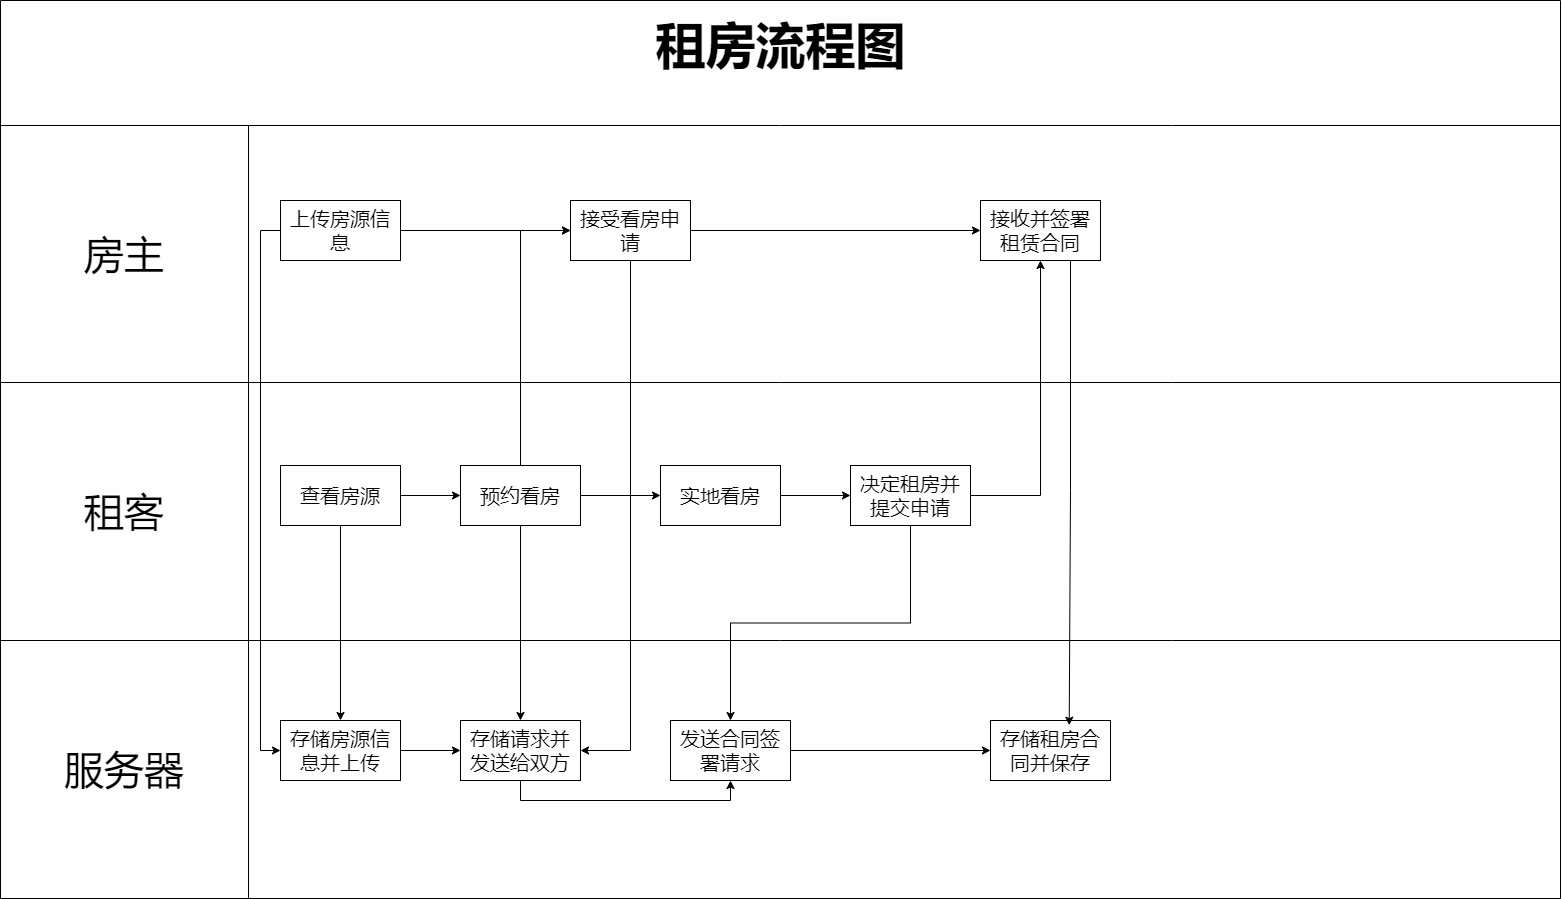 租房流程图
房主
上传房源信
息
接受看房申
请
接收并签署
租赁合同
租客
查看房源
预约看房
实地看房
决定租房并
提交申请
服务器
存储房源信
息并上传
存储请求并
发送给双方
发送合同签
署请求
存储租房合
同并保存